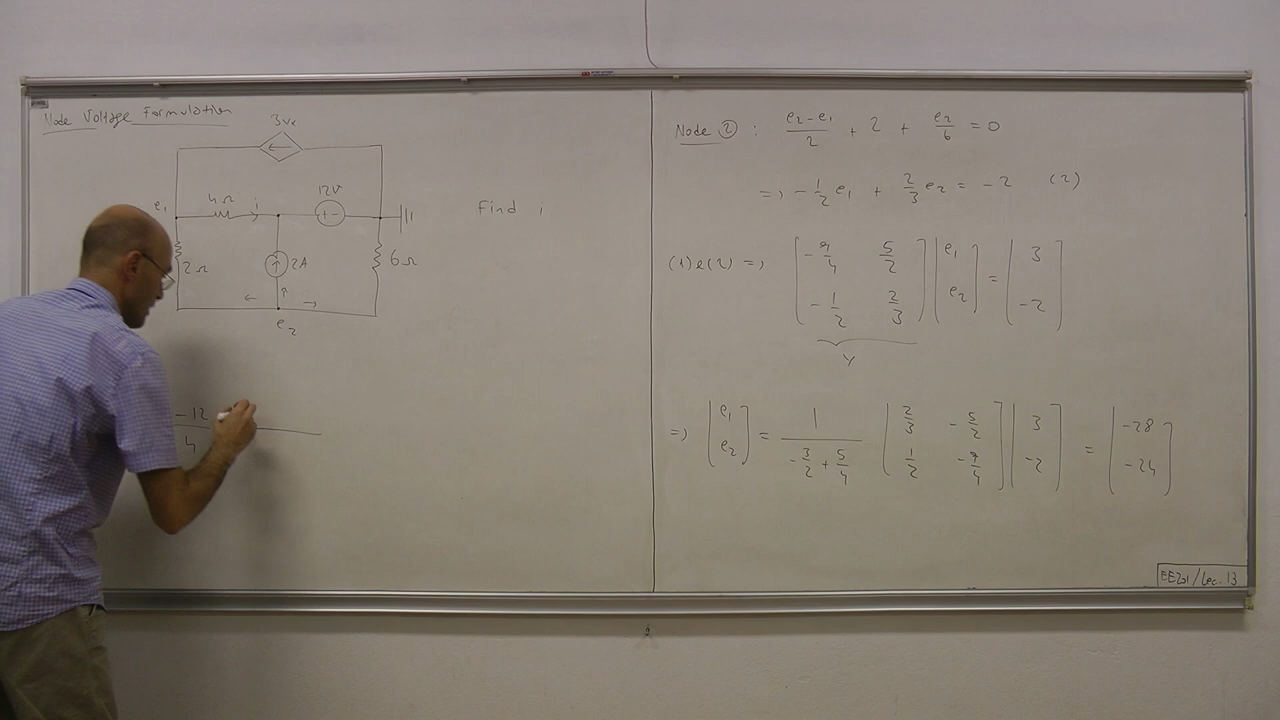 Node Voltage Formulation
3Vx
e₁ 4Ω i 12V
+ -
2Ω 2A 6Ω
e₂
Find i
-12
4
Node ② : (e₂-e₁)/2 + 2 + e₂/6 = 0
=> -1/2 e₁ + 2/3 e₂ = -2 (2)
(1)&(2) => [-9/4 5/2; -1/2 2/3] [e₁; e₂] = [3; -2]
Y
=> [e₁; e₂] = 1/(-3/2 + 5/4) [2/3 -5/2; 1/2 -9/4] [3; -2] = [-28; -24]
EE201/Lec. 13